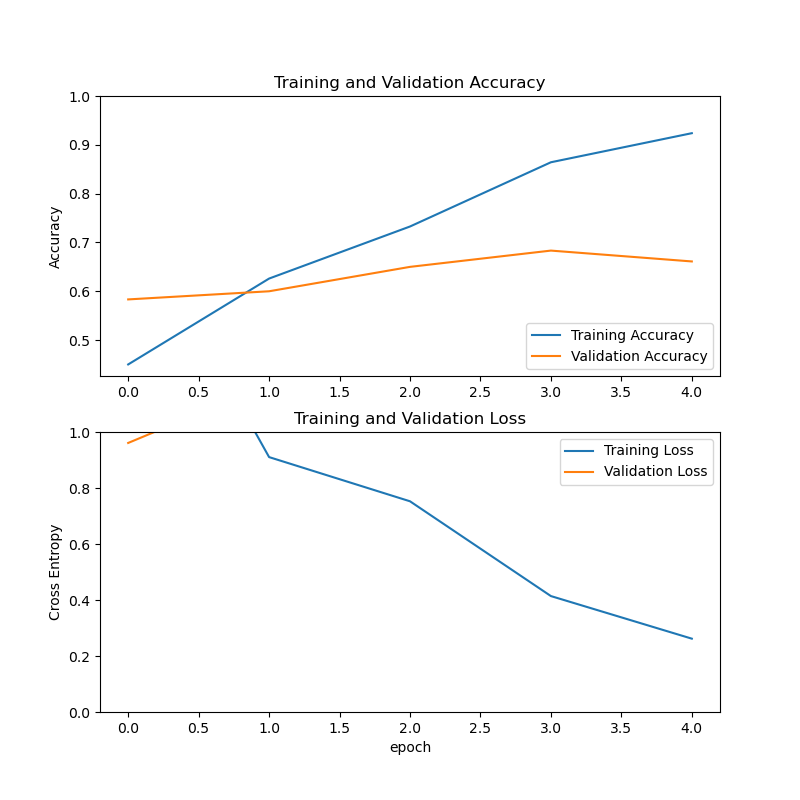 Training and Validation Accuracy
Accuracy
1.0
0.9
0.8
0.7
0.6
0.5
Training Accuracy
Validation Accuracy
0.0 0.5 1.0 1.5 2.0 2.5 3.0 3.5 4.0
Training and Validation Loss
Cross Entropy
1.0
0.8
0.6
0.4
0.2
0.0
Training Loss
Validation Loss
0.0 0.5 1.0 1.5 2.0 2.5 3.0 3.5 4.0
epoch